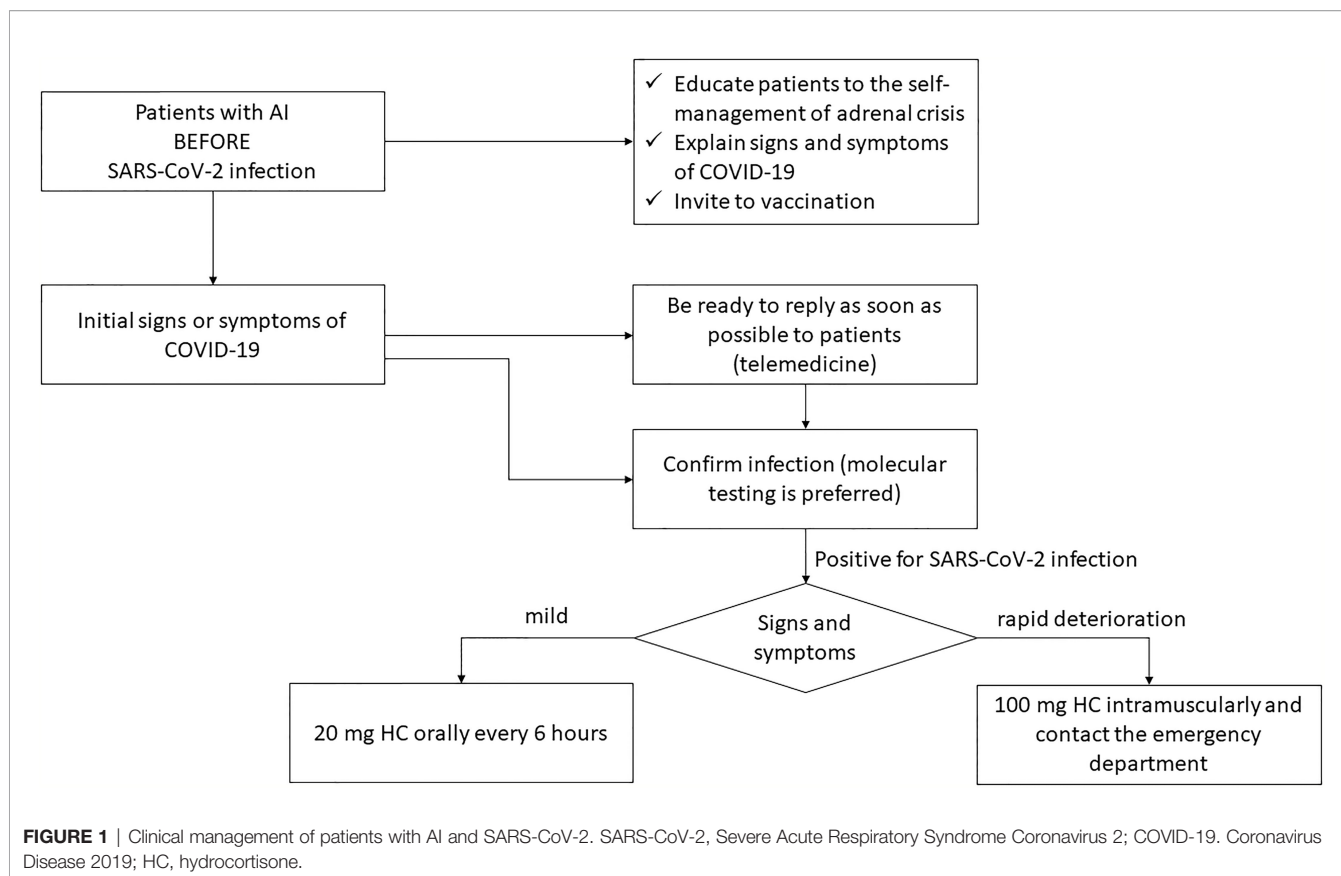 Patients with AI
BEFORE
SARS-CoV-2 infection
✓ Educate patients to the self-
management of adrenal crisis
✓ Explain signs and symptoms
of COVID-19
✓ Invite to vaccination
Initial signs or symptoms of
COVID-19
Be ready to reply as soon as
possible to patients
(telemedicine)
Confirm infection (molecular
testing is preferred)
Positive for SARS-CoV-2 infection
mild
Signs and
symptoms
rapid deterioration
20 mg HC orally every 6 hours
100 mg HC intramuscularly and
contact the emergency
department
FIGURE 1 | Clinical management of patients with AI and SARS-CoV-2. SARS-CoV-2, Severe Acute Respiratory Syndrome Coronavirus 2; COVID-19. Coronavirus
Disease 2019; HC, hydrocortisone.